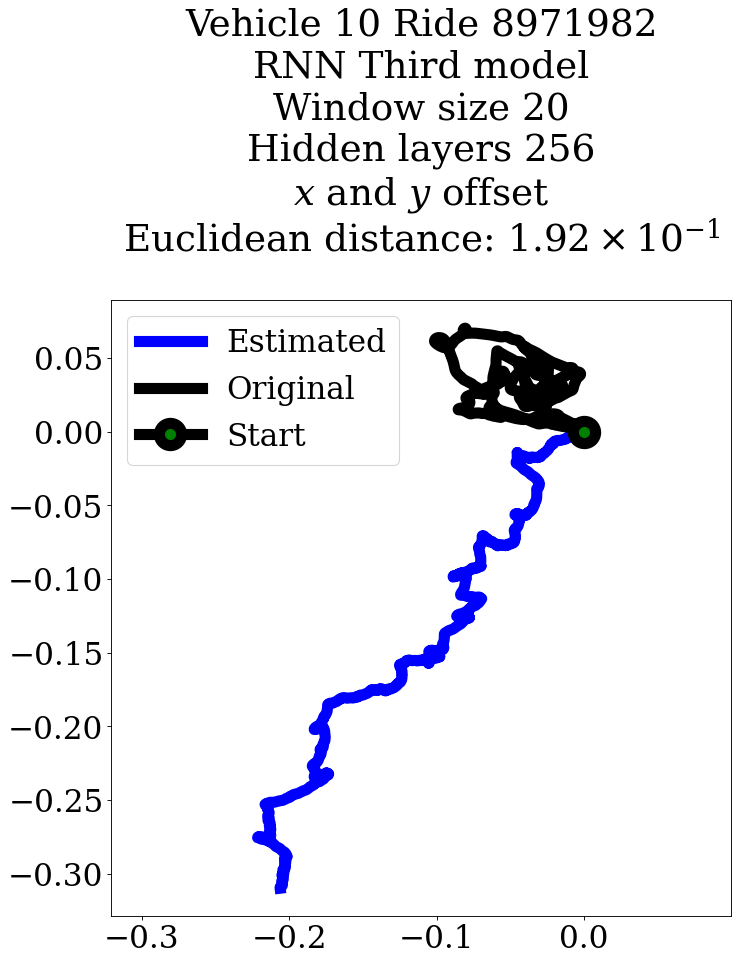 Vehicle 10 Ride 8971982
RNN Third model
Window size 20
Hidden layers 256
x and y offset
Euclidean distance: 1.92 × 10⁻¹
Estimated
Original
Start
0.05
0.00
−0.05
−0.10
−0.15
−0.20
−0.25
−0.30
−0.3 −0.2 −0.1 0.0